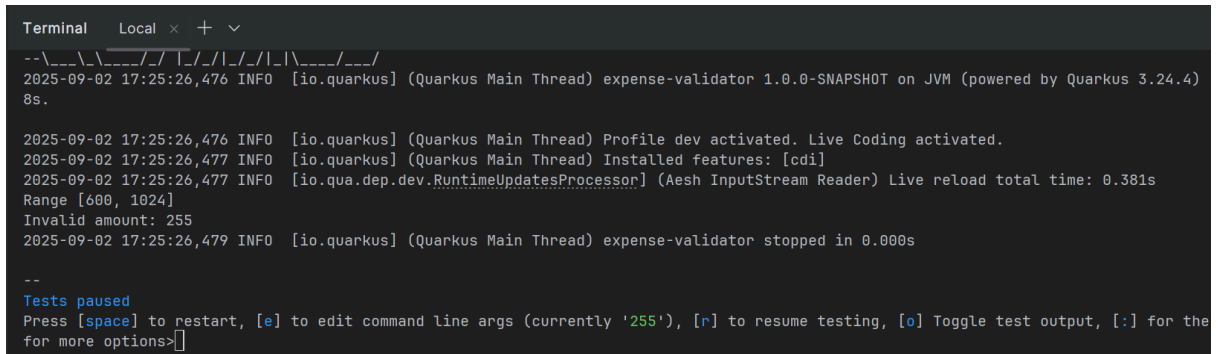 Terminal Local × + ⌄
--\___\_\____/_/ |_/_/|_/_/|_|\____/___/
2025-09-02 17:25:26,476 INFO  [io.quarkus] (Quarkus Main Thread) expense-validator 1.0.0-SNAPSHOT on JVM (powered by Quarkus 3.24.4)
8s.
2025-09-02 17:25:26,476 INFO  [io.quarkus] (Quarkus Main Thread) Profile dev activated. Live Coding activated.
2025-09-02 17:25:26,477 INFO  [io.quarkus] (Quarkus Main Thread) Installed features: [cdi]
2025-09-02 17:25:26,477 INFO  [io.qua.dep.dev.RuntimeUpdatesProcessor] (Aesh InputStream Reader) Live reload total time: 0.381s
Range [600, 1024]
Invalid amount: 255
2025-09-02 17:25:26,479 INFO  [io.quarkus] (Quarkus Main Thread) expense-validator stopped in 0.000s
--
Tests paused
Press [space] to restart, [e] to edit command line args (currently '255'), [r] to resume testing, [o] Toggle test output, [:] for the
for more options>